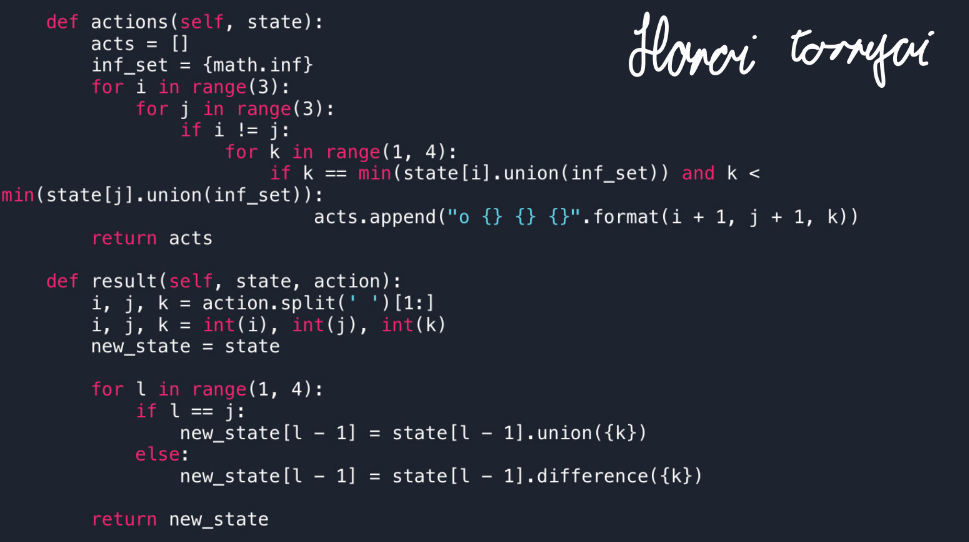 Hanoi tornyai
def actions(self, state):
acts = []
inf_set = {math.inf}
for i in range(3):
for j in range(3):
if i != j:
for k in range(1, 4):
if k == min(state[i].union(inf_set)) and k <
min(state[j].union(inf_set)):
acts.append("o {} {} {}".format(i + 1, j + 1, k))
return acts
def result(self, state, action):
i, j, k = action.split(' ')[1:]
i, j, k = int(i), int(j), int(k)
new_state = state
for l in range(1, 4):
if l == j:
new_state[l - 1] = state[l - 1].union({k})
else:
new_state[l - 1] = state[l - 1].difference({k})
return new_state